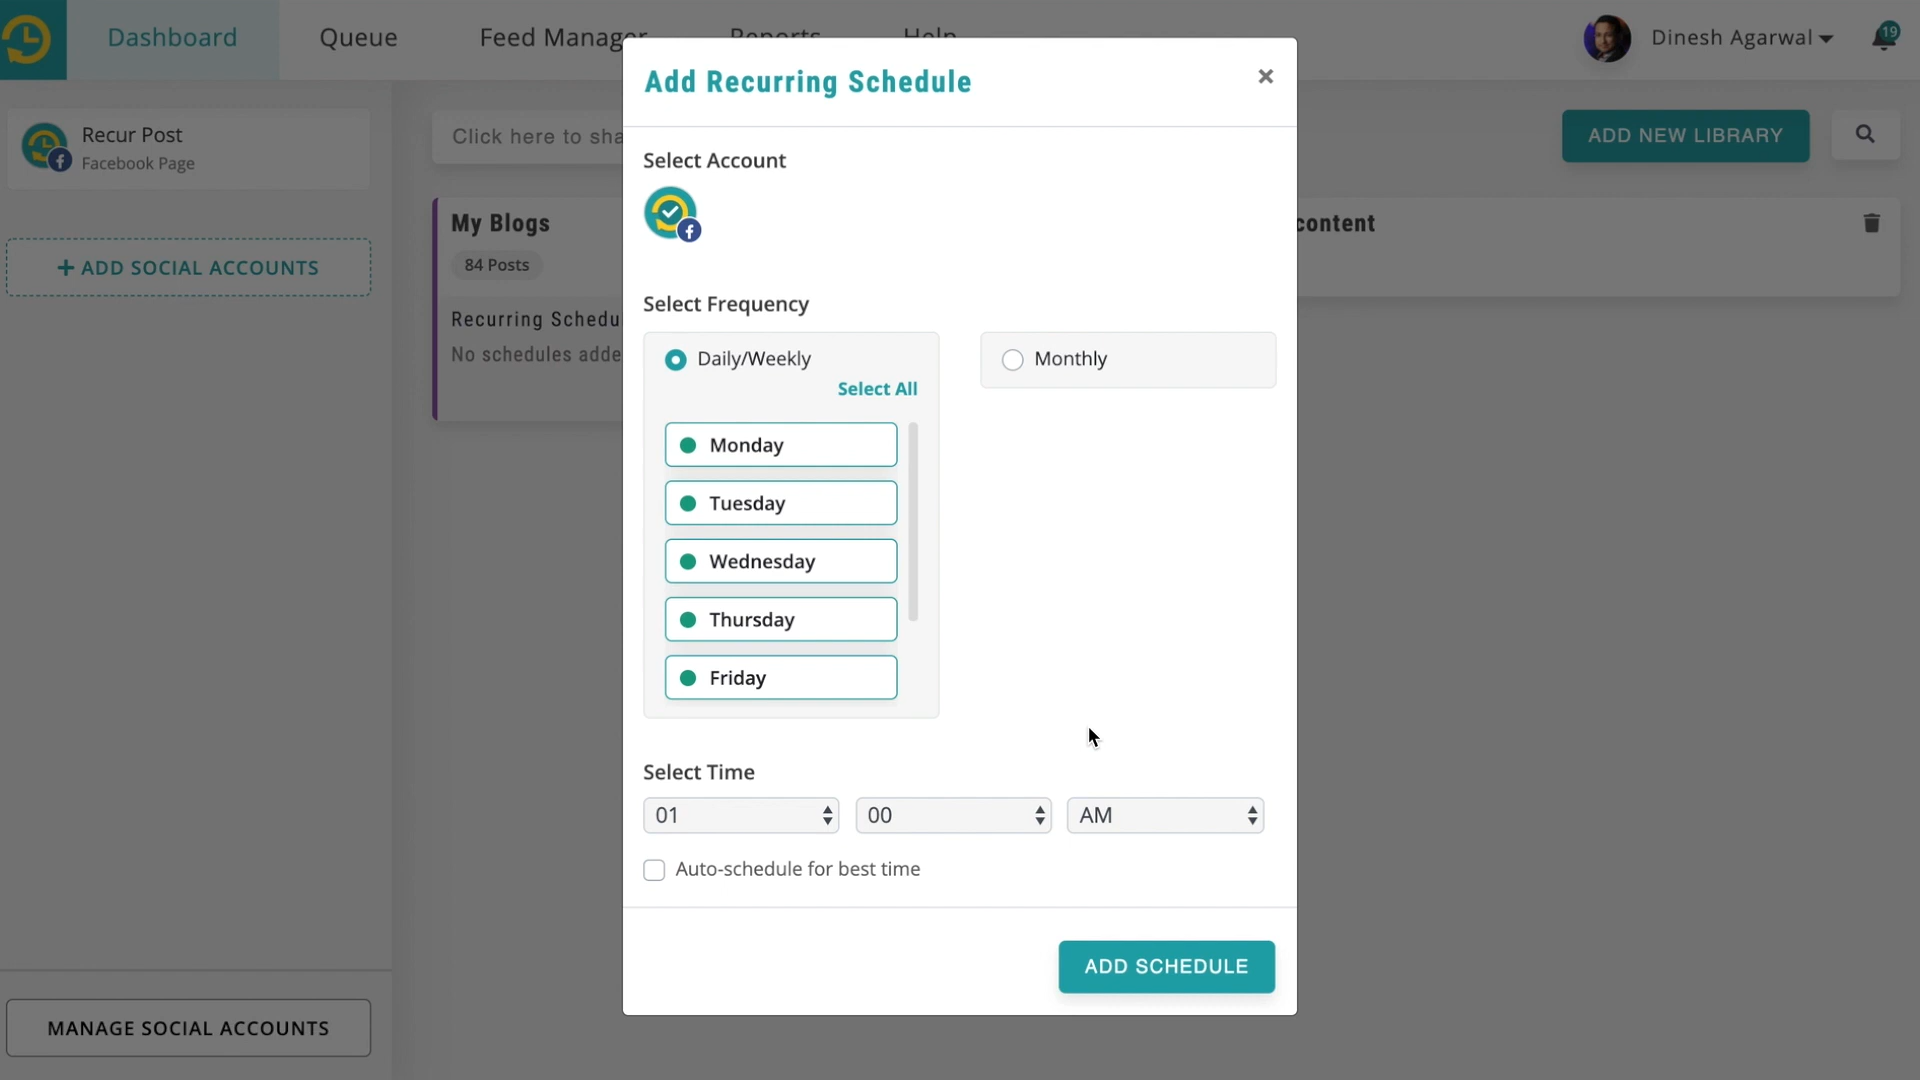 Dashboard
Queue
Feed Manager
Reports
Help
Dinesh Agarwal
19
Recur Post
Facebook Page
+ ADD SOCIAL ACCOUNTS
MANAGE SOCIAL ACCOUNTS
Click here to sha
ADD NEW LIBRARY
My Blogs
84 Posts
Recurring Schedu
No schedules adde
content
Add Recurring Schedule
×
Select Account
Select Frequency
Daily/Weekly
Select All
Monday
Tuesday
Wednesday
Thursday
Friday
Monthly
Select Time
01
00
AM
Auto-schedule for best time
ADD SCHEDULE